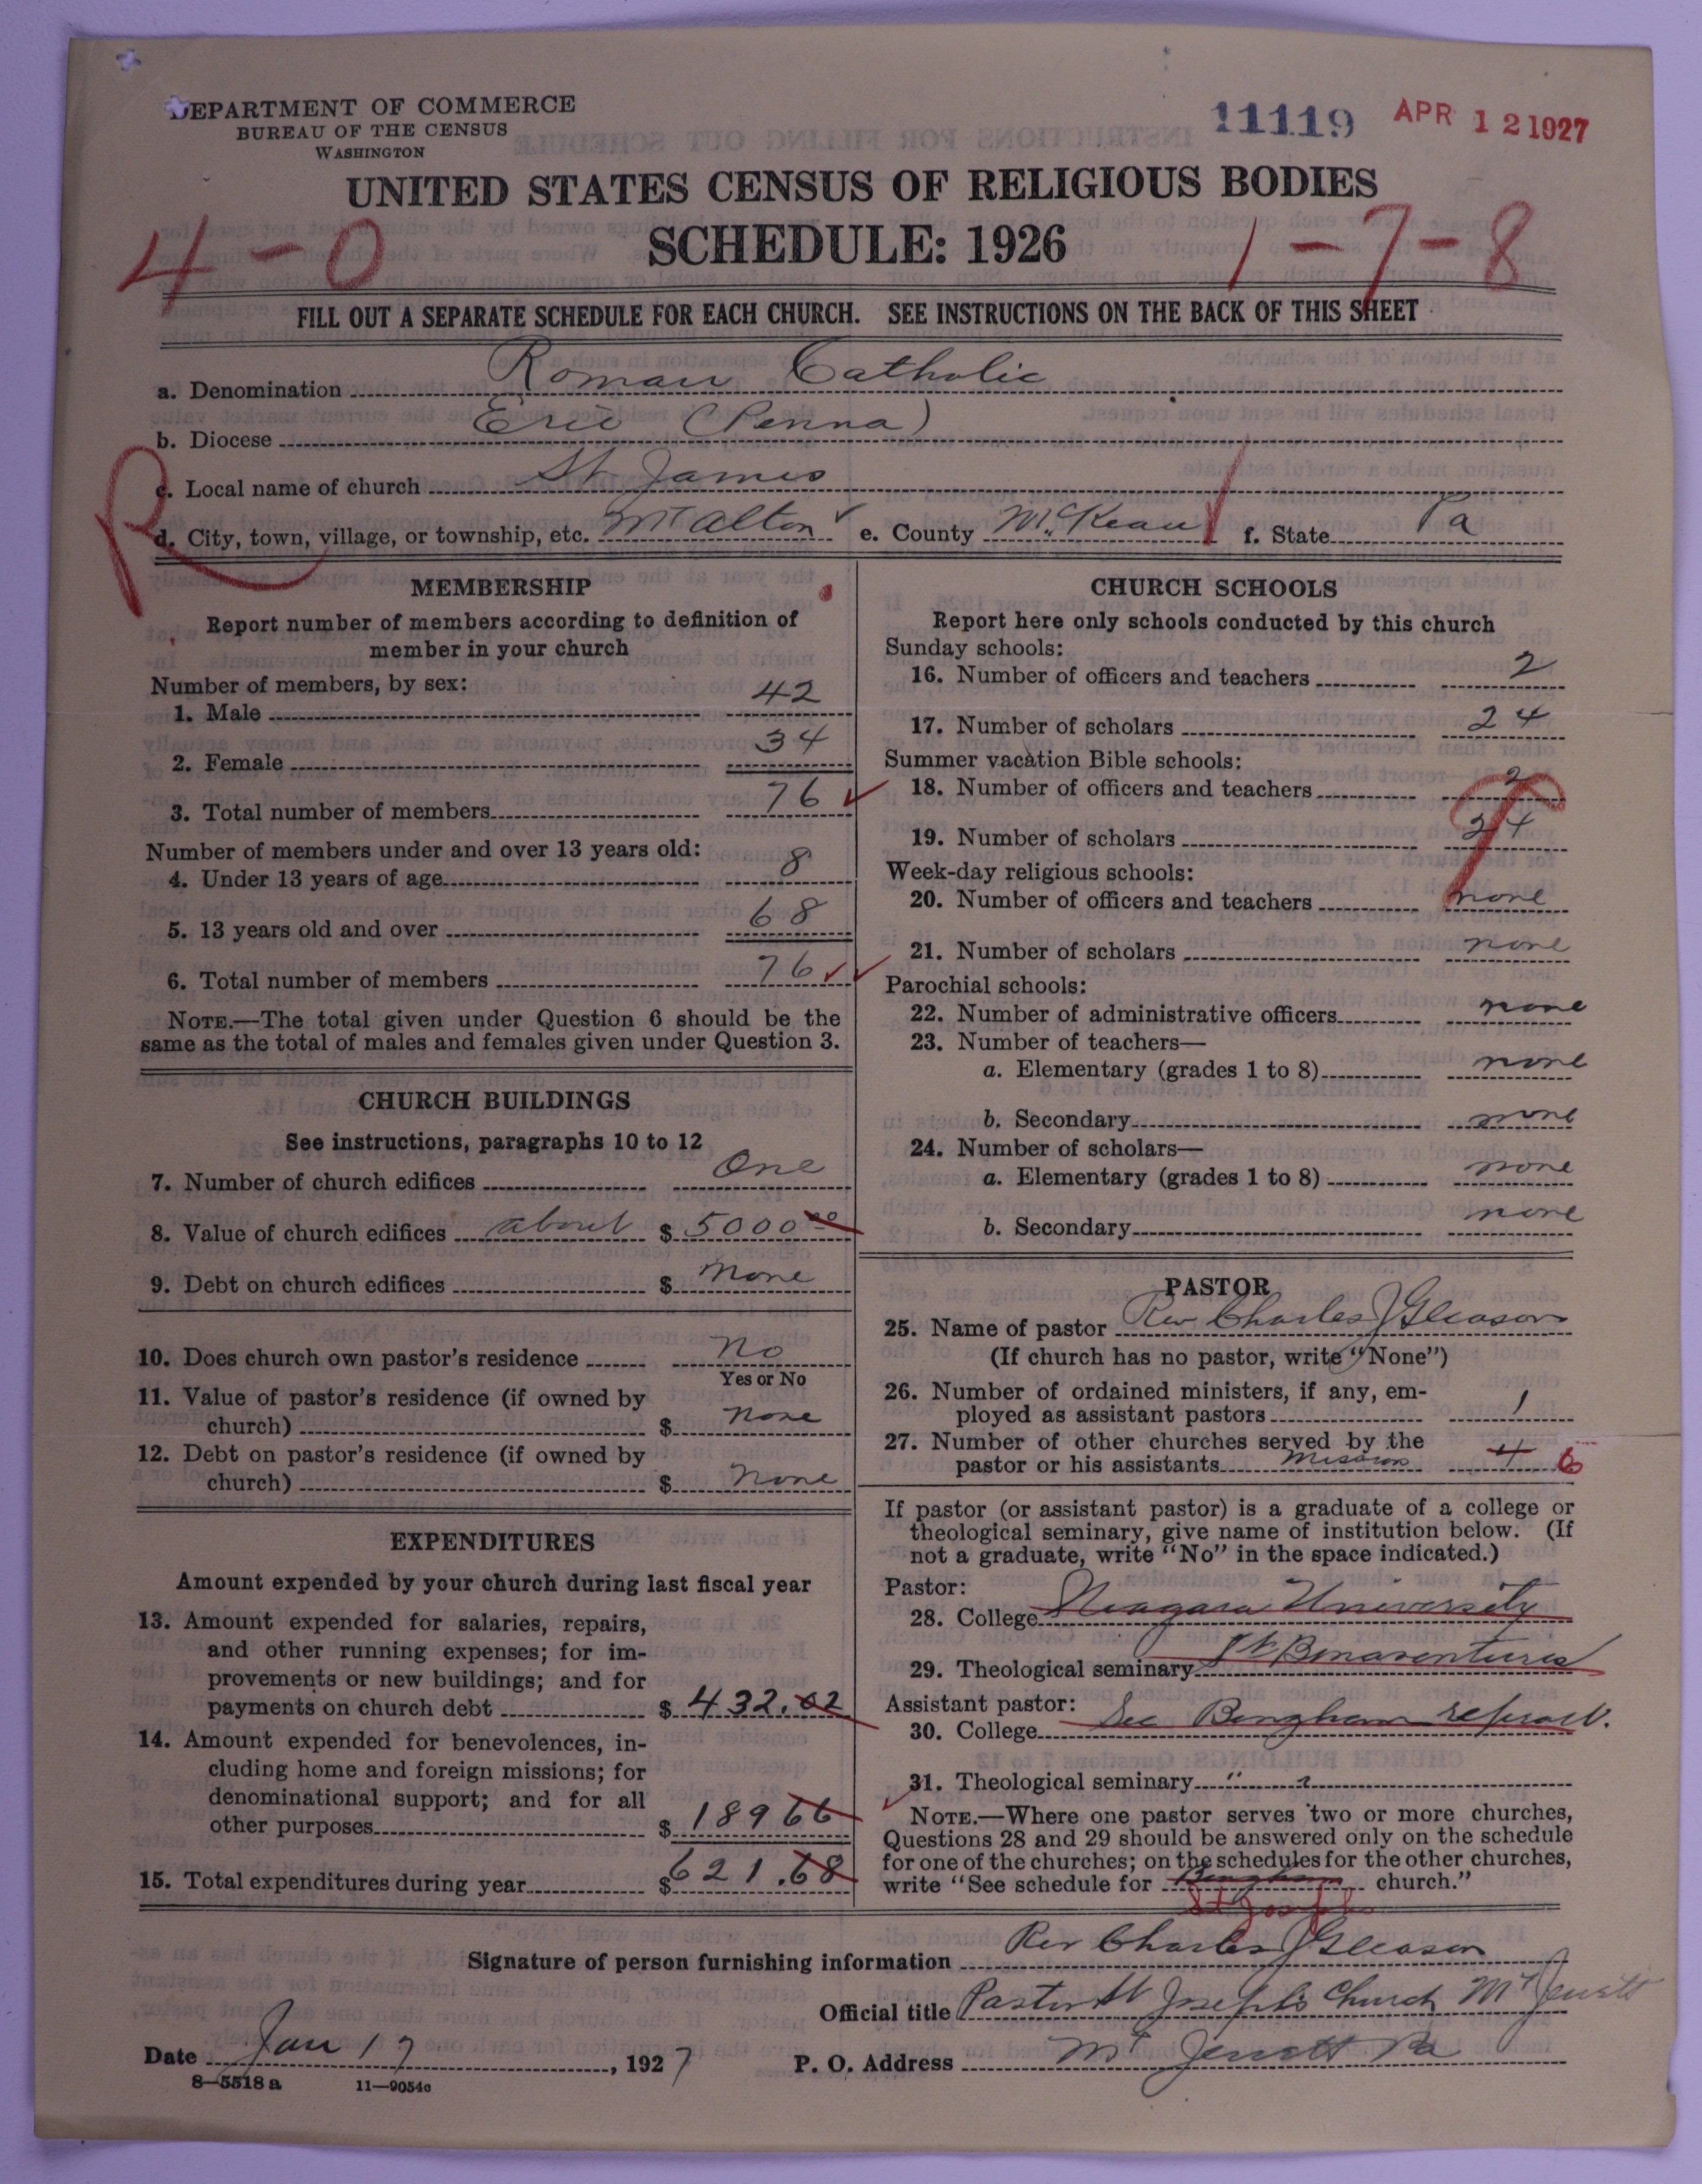 DEPARTMENT OF COMMERCE
BUREAU OF THE CENSUS
WASHINGTON
11119 APR 12 1927
UNITED STATES CENSUS OF RELIGIOUS BODIES
4-0 SCHEDULE: 1926 1-7-8
FILL OUT A SEPARATE SCHEDULE FOR EACH CHURCH. SEE INSTRUCTIONS ON THE BACK OF THIS SHEET
a. Denomination Roman Catholic
b. Diocese Erie (Penna)
R
c. Local name of church St James
d. City, town, village, or township, etc. Mt Alton e. County McKean f. State Pa
MEMBERSHIP
Report number of members according to definition of
member in your church
Number of members, by sex:
1. Male 42
2. Female 34
3. Total number of members 76
Number of members under and over 13 years old:
4. Under 13 years of age 8
5. 13 years old and over 68
6. Total number of members 76
NOTE.—The total given under Question 6 should be the
same as the total of males and females given under Question 3.
CHURCH BUILDINGS
See instructions, paragraphs 10 to 12
7. Number of church edifices One
8. Value of church edifices about $ 5000 00
9. Debt on church edifices $ None
10. Does church own pastor's residence No
Yes or No
11. Value of pastor's residence (if owned by
church) $ none
12. Debt on pastor's residence (if owned by
church) $ None
EXPENDITURES
Amount expended by your church during last fiscal year
13. Amount expended for salaries, repairs,
and other running expenses; for im-
provements or new buildings; and for
payments on church debt $ 432.02
14. Amount expended for benevolences, in-
cluding home and foreign missions; for
denominational support; and for all
other purposes $ 189 66
15. Total expenditures during year $ 621.68
CHURCH SCHOOLS
Report here only schools conducted by this church
Sunday schools:
16. Number of officers and teachers 2
17. Number of scholars 24
Summer vacation Bible schools:
18. Number of officers and teachers 2
19. Number of scholars 24
Week-day religious schools:
20. Number of officers and teachers none
21. Number of scholars none
Parochial schools:
22. Number of administrative officers none
23. Number of teachers—
a. Elementary (grades 1 to 8) none
b. Secondary none
24. Number of scholars—
a. Elementary (grades 1 to 8) none
b. Secondary none
PASTOR
25. Name of pastor Rev Charles J Gleason
(If church has no pastor, write "None")
26. Number of ordained ministers, if any, em-
ployed as assistant pastors 1
27. Number of other churches served by the
pastor or his assistants Mission 4 6
If pastor (or assistant pastor) is a graduate of a college or
theological seminary, give name of institution below. (If
not a graduate, write "No" in the space indicated.)
Pastor:
28. College Niagara University
29. Theological seminary St Bonaventures
Assistant pastor:
30. College See Bingham report.
31. Theological seminary " "
NOTE.—Where one pastor serves two or more churches,
Questions 28 and 29 should be answered only on the schedule
for one of the churches; on the schedules for the other churches,
write "See schedule for Bingham church."
St Joseph
Signature of person furnishing information Rev Charles J Gleason
Official title Pastor St Joseph's Church Mt Jewett
Date Jan 17, 1927 P. O. Address Mt Jewett Pa
8—5518 a 11—9054c